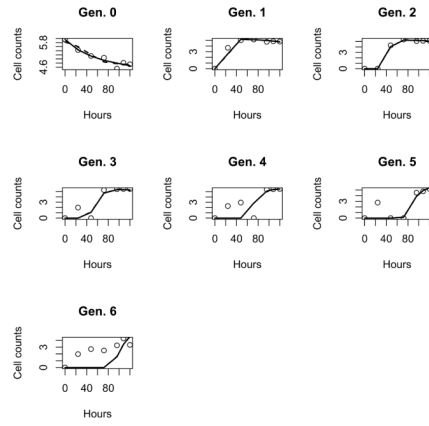 Gen. 0
Cell counts
4.6 5.8
0 40 80
Hours
Gen. 1
Cell counts
0 3
0 40 80
Hours
Gen. 2
Cell counts
0 3
0 40 80
Hours
Gen. 3
Cell counts
0 3
0 40 80
Hours
Gen. 4
Cell counts
0 3
0 40 80
Hours
Gen. 5
Cell counts
0 3
0 40 80
Hours
Gen. 6
Cell counts
0 3
0 40 80
Hours